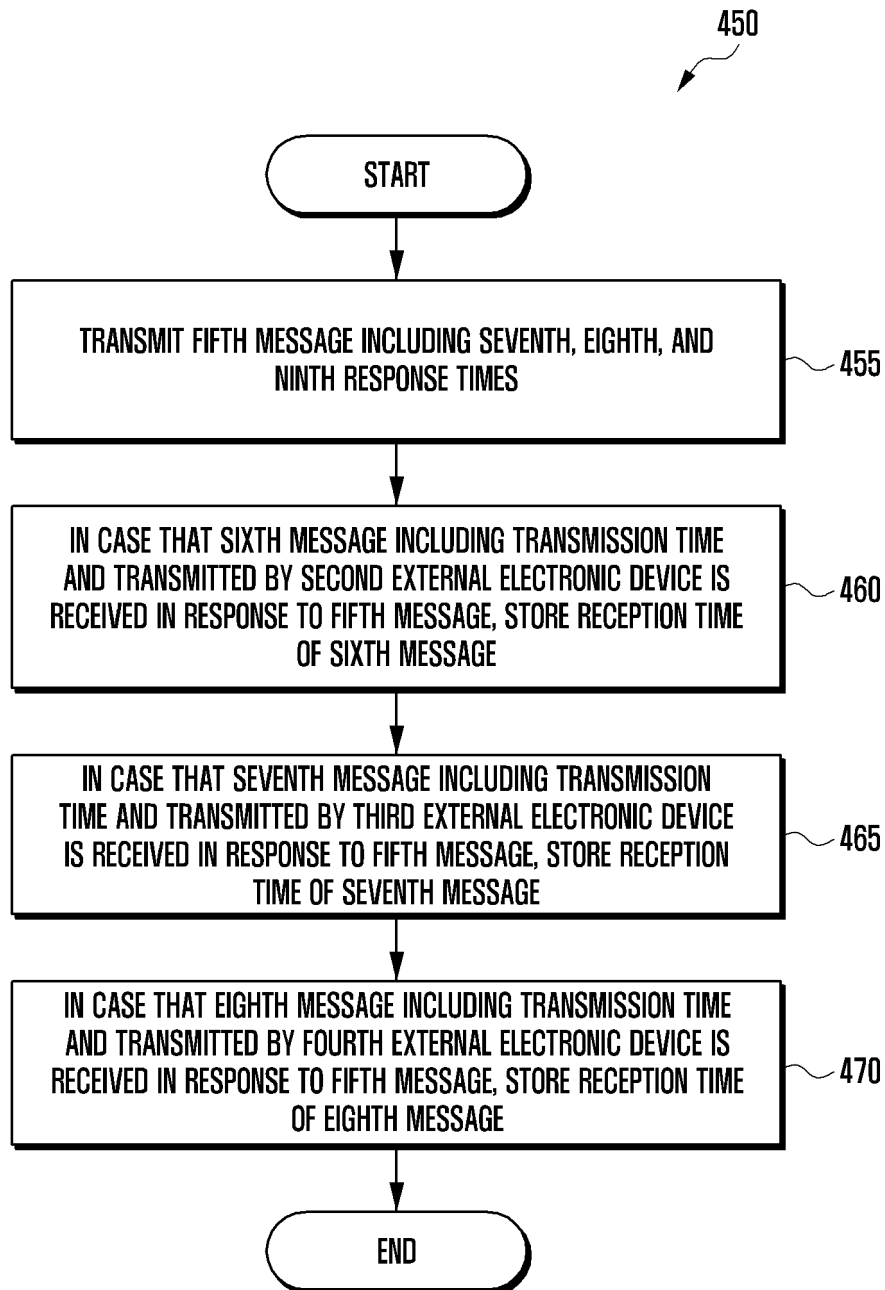 450
START
TRANSMIT FIFTH MESSAGE INCLUDING SEVENTH, EIGHTH, AND
NINTH RESPONSE TIMES
455
IN CASE THAT SIXTH MESSAGE INCLUDING TRANSMISSION TIME
AND TRANSMITTED BY SECOND EXTERNAL ELECTRONIC DEVICE IS
RECEIVED IN RESPONSE TO FIFTH MESSAGE, STORE RECEPTION TIME
OF SIXTH MESSAGE
460
IN CASE THAT SEVENTH MESSAGE INCLUDING TRANSMISSION
TIME AND TRANSMITTED BY THIRD EXTERNAL ELECTRONIC DEVICE
IS RECEIVED IN RESPONSE TO FIFTH MESSAGE, STORE RECEPTION
TIME OF SEVENTH MESSAGE
465
IN CASE THAT EIGHTH MESSAGE INCLUDING TRANSMISSION TIME
AND TRANSMITTED BY FOURTH EXTERNAL ELECTRONIC DEVICE IS
RECEIVED IN RESPONSE TO FIFTH MESSAGE, STORE RECEPTION TIME
OF EIGHTH MESSAGE
470
END